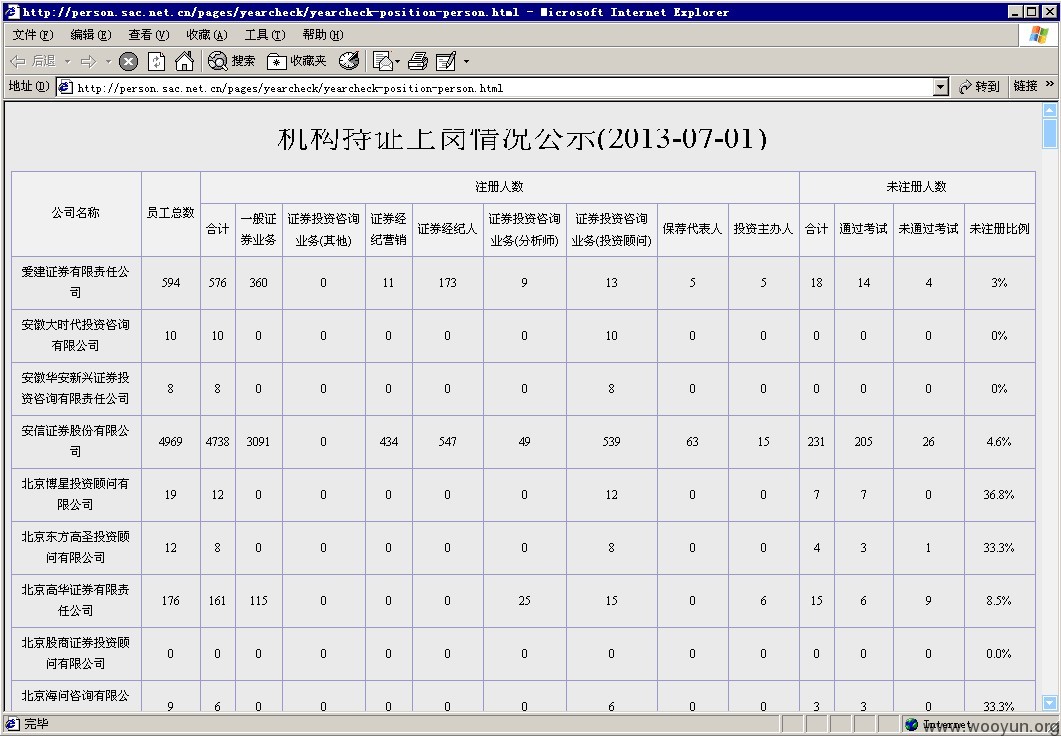 http://person.sac.net.cn/pages/yearcheck/yearcheck-position-person.html - Microsoft Internet Explorer
文件(F) 编辑(E) 查看(V) 收藏(A) 工具(T) 帮助(H)
后退 搜索 收藏夹
地址(D) http://person.sac.net.cn/pages/yearcheck/yearcheck-position-person.html 转到 链接 »
机构持证上岗情况公示(2013-07-01)
公司名称 员工总数 注册人数 未注册人数
合计 一般证券业务 证券投资咨询业务(其他) 证券经纪营销 证券经纪人 证券投资咨询业务(分析师) 证券投资咨询业务(投资顾问) 保荐代表人 投资主办人 合计 通过考试 未通过考试 未注册比例
爱建证券有限责任公司 594 576 360 0 11 173 9 13 5 5 18 14 4 3%
安徽大时代投资咨询有限公司 10 10 0 0 0 0 0 10 0 0 0 0 0 0%
安徽华安新兴证券投资咨询有限责任公司 8 8 0 0 0 0 0 8 0 0 0 0 0 0%
安信证券股份有限公司 4969 4738 3091 0 434 547 49 539 63 15 231 205 26 4.6%
北京博星投资顾问有限公司 19 12 0 0 0 0 0 12 0 0 7 7 0 36.8%
北京东方高圣投资顾问有限公司 12 8 0 0 0 0 0 8 0 0 4 3 1 33.3%
北京高华证券有限责任公司 176 161 115 0 0 0 25 15 0 6 15 6 9 8.5%
北京股商证券投资顾问有限公司 0 0 0 0 0 0 0 0 0 0 0 0 0 0.0%
北京海问咨询有限公 9 6 0 0 0 0 0 6 0 0 3 3 0 33.3%
完毕 Internet
www.wooyun.org